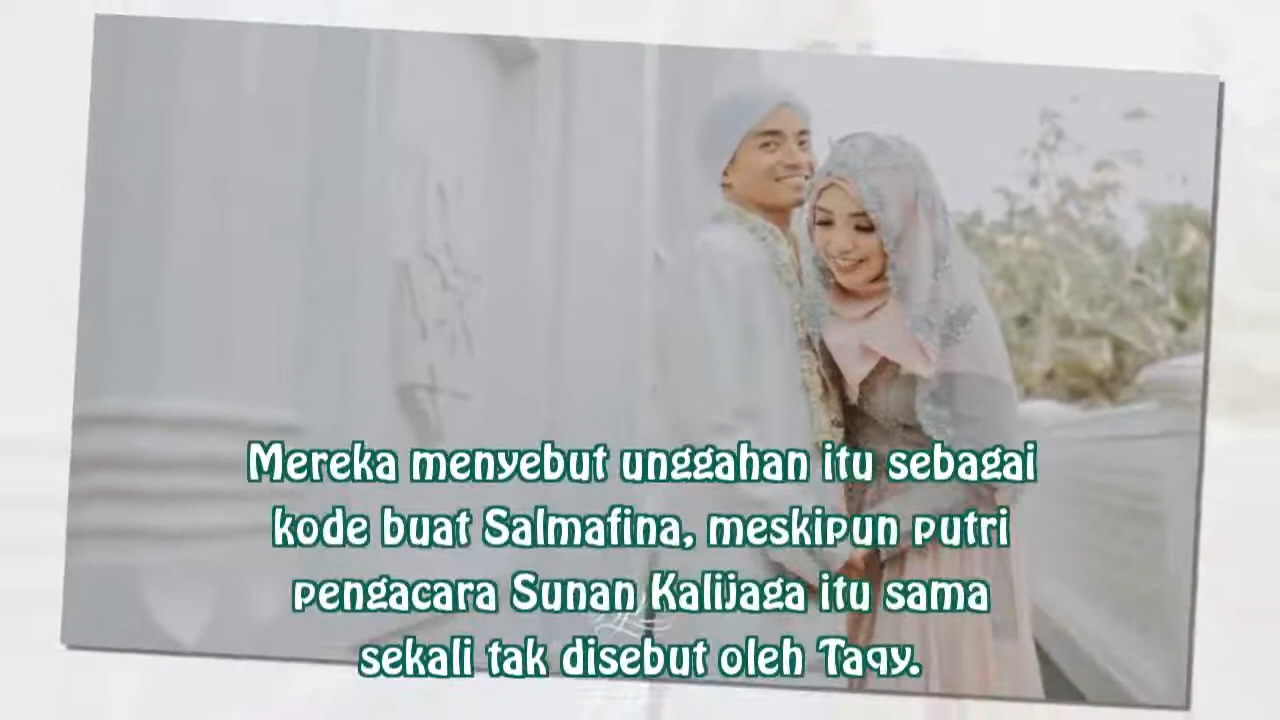 Mereka menyebut unggahan itu sebagai
kode buat Salmafina, meskipun putri
pengacara Sunan Kalijaga itu sama
sekali tak disebut oleh Taqy.